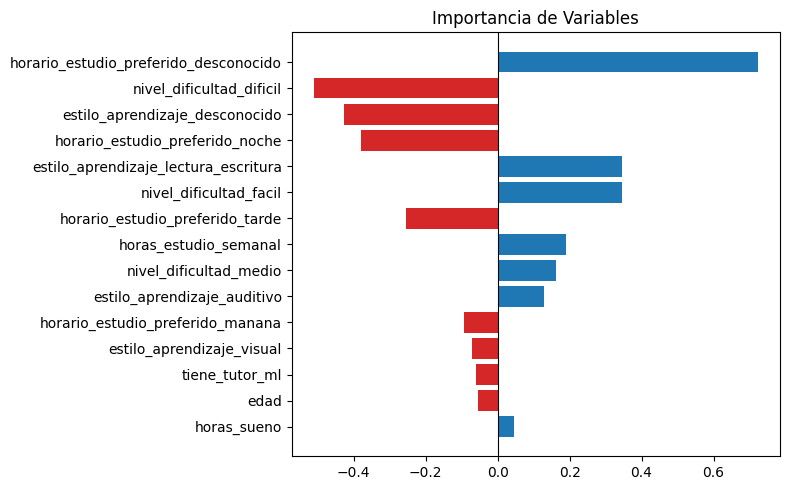 Importancia de Variables
horario_estudio_preferido_desconocido
nivel_dificultad_dificil
estilo_aprendizaje_desconocido
horario_estudio_preferido_noche
estilo_aprendizaje_lectura_escritura
nivel_dificultad_facil
horario_estudio_preferido_tarde
horas_estudio_semanal
nivel_dificultad_medio
estilo_aprendizaje_auditivo
horario_estudio_preferido_manana
estilo_aprendizaje_visual
tiene_tutor_ml
edad
horas_sueno
−0.4 −0.2 0.0 0.2 0.4 0.6